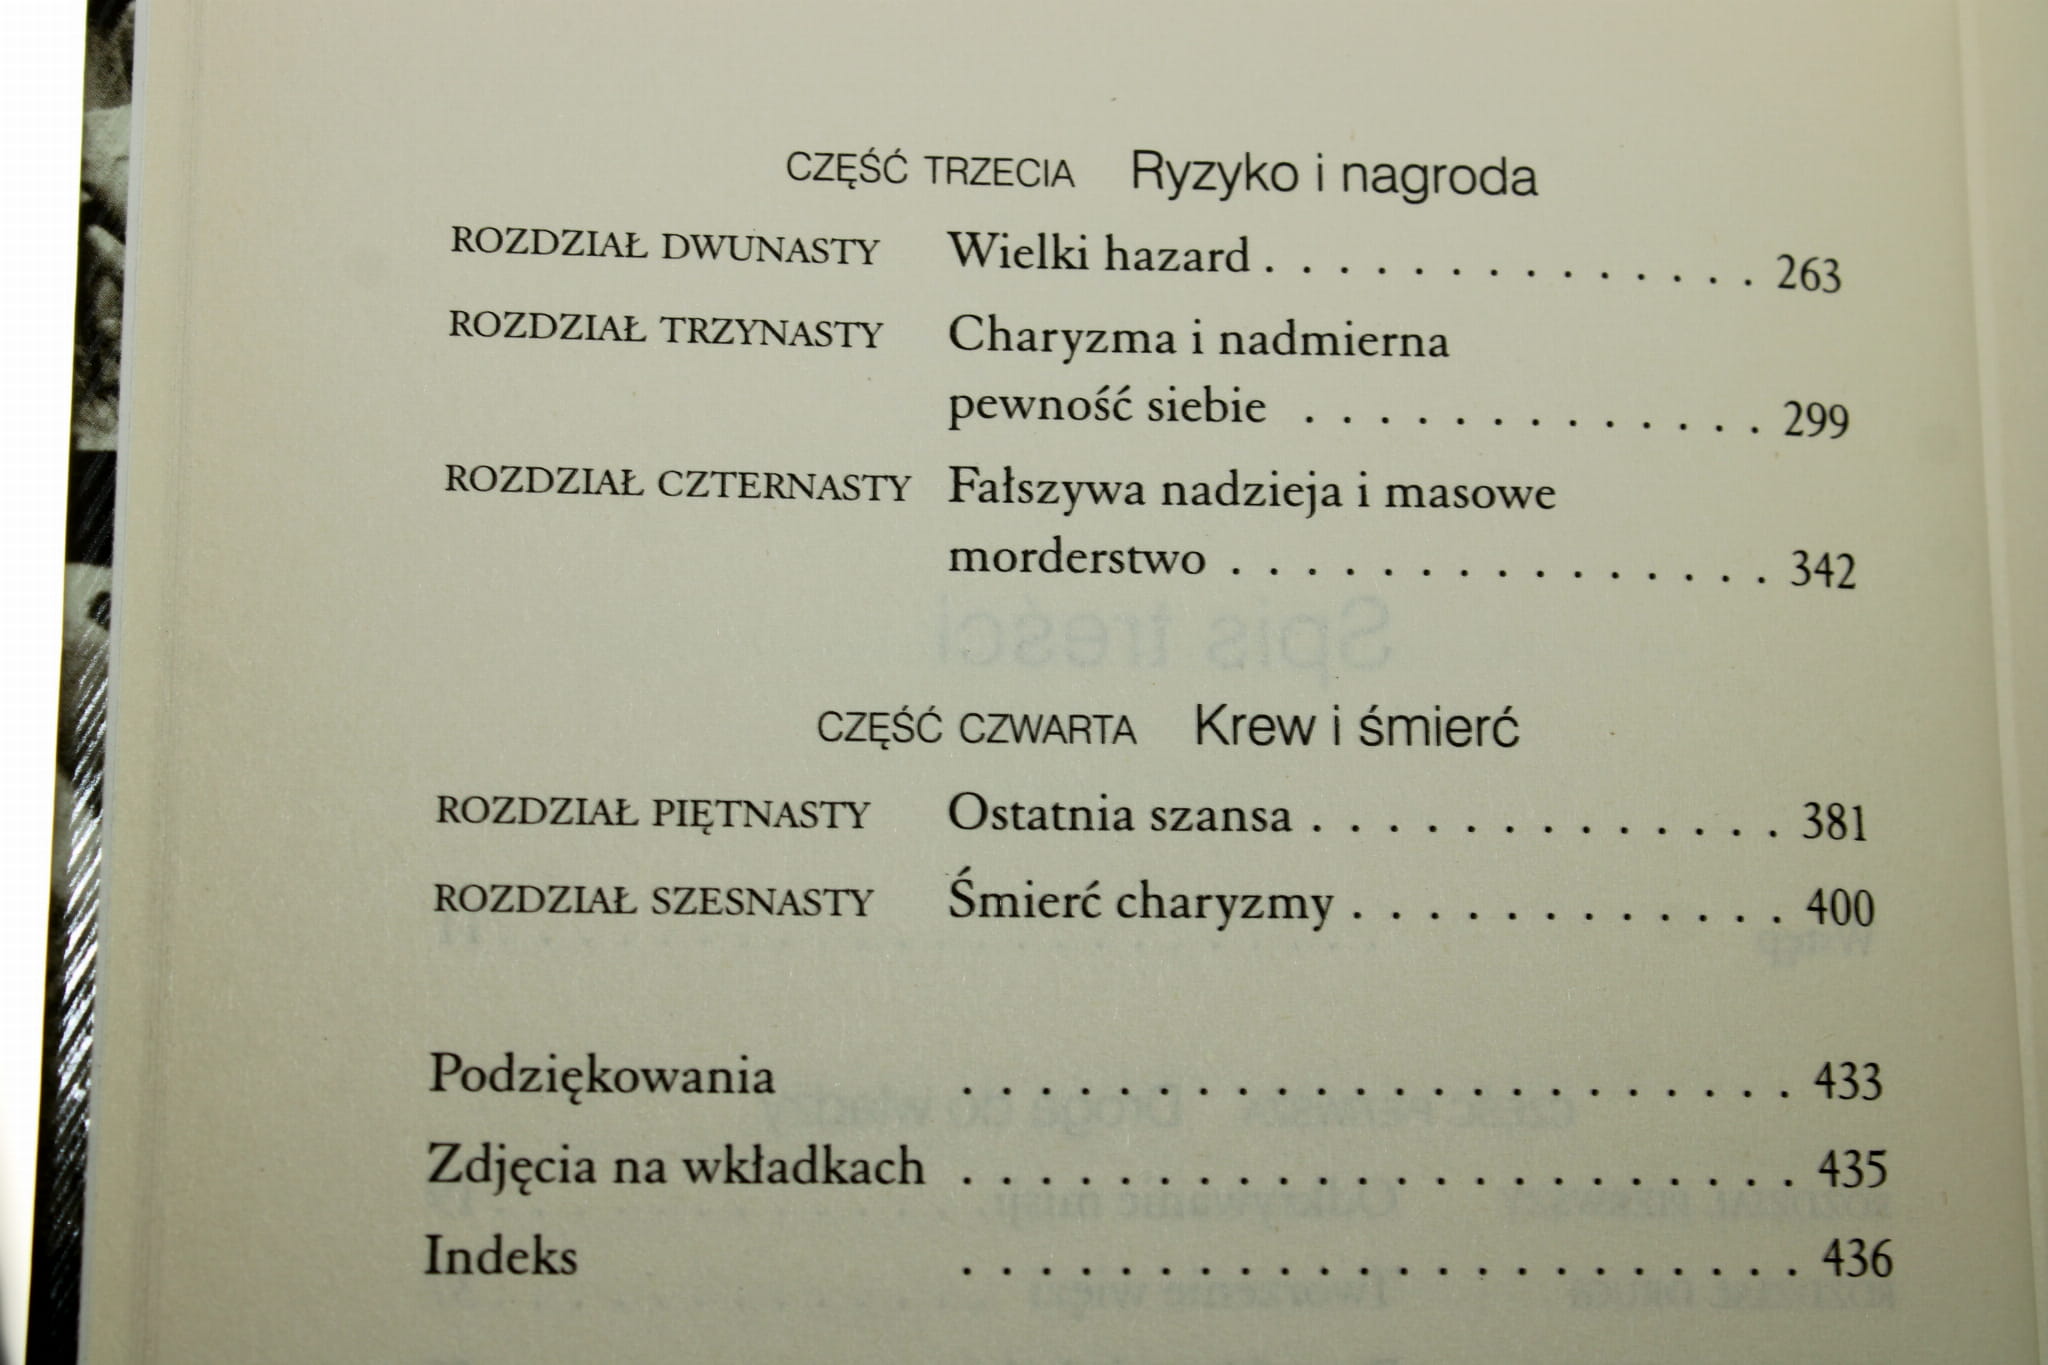 CZĘŚĆ TRZECIA Ryzyko i nagroda
ROZDZIAŁ DWUNASTY Wielki hazard . . . . . . . . . . . . . . 263
ROZDZIAŁ TRZYNASTY Charyzma i nadmierna
pewność siebie . . . . . . . . . . . . . 299
ROZDZIAŁ CZTERNASTY Fałszywa nadzieja i masowe
morderstwo . . . . . . . . . . . . . . . 342
Spis treści
CZĘŚĆ CZWARTA Krew i śmierć
ROZDZIAŁ PIĘTNASTY Ostatnia szansa . . . . . . . . . . . . . 381
ROZDZIAŁ SZESNASTY Śmierć charyzmy . . . . . . . . . . . . 400
Podziękowania . . . . . . . . . . . . . . . . . . . . . . 433
Zdjęcia na wkładkach . . . . . . . . . . . . . . . . . . . . . . 435
Indeks . . . . . . . . . . . . . . . . . . . . . . 436